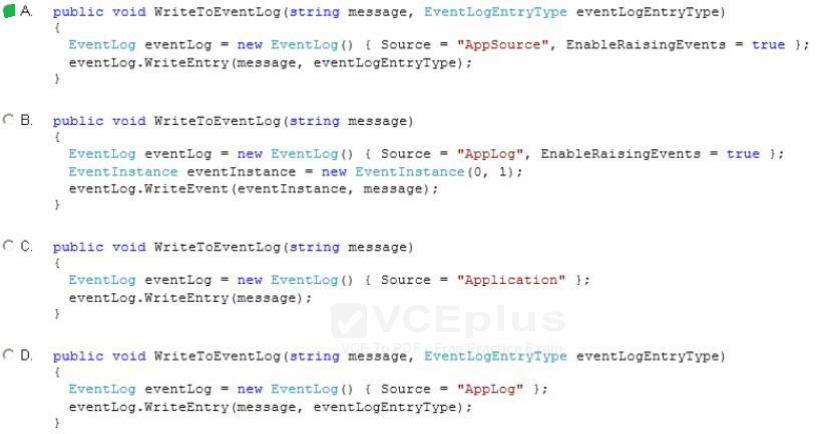 A. public void WriteToEventLog(string message, EventLogEntryType eventLogEntryType)
{
EventLog eventLog = new EventLog() { Source = "AppSource", EnableRaisingEvents = true };
eventLog.WriteEntry(message, eventLogEntryType);
}
B. public void WriteToEventLog(string message)
{
EventLog eventLog = new EventLog() { Source = "AppLog", EnableRaisingEvents = true };
EventInstance eventInstance = new EventInstance(0, 1);
eventLog.WriteEvent(eventInstance, message);
}
C. public void WriteToEventLog(string message)
{
EventLog eventLog = new EventLog() { Source = "Application" };
eventLog.WriteEntry(message);
}
VCEplus
VCE To PDF - Free Practice Exam
D. public void WriteToEventLog(string message, EventLogEntryType eventLogEntryType)
{
EventLog eventLog = new EventLog() { Source = "AppLog" };
eventLog.WriteEntry(message, eventLogEntryType);
}